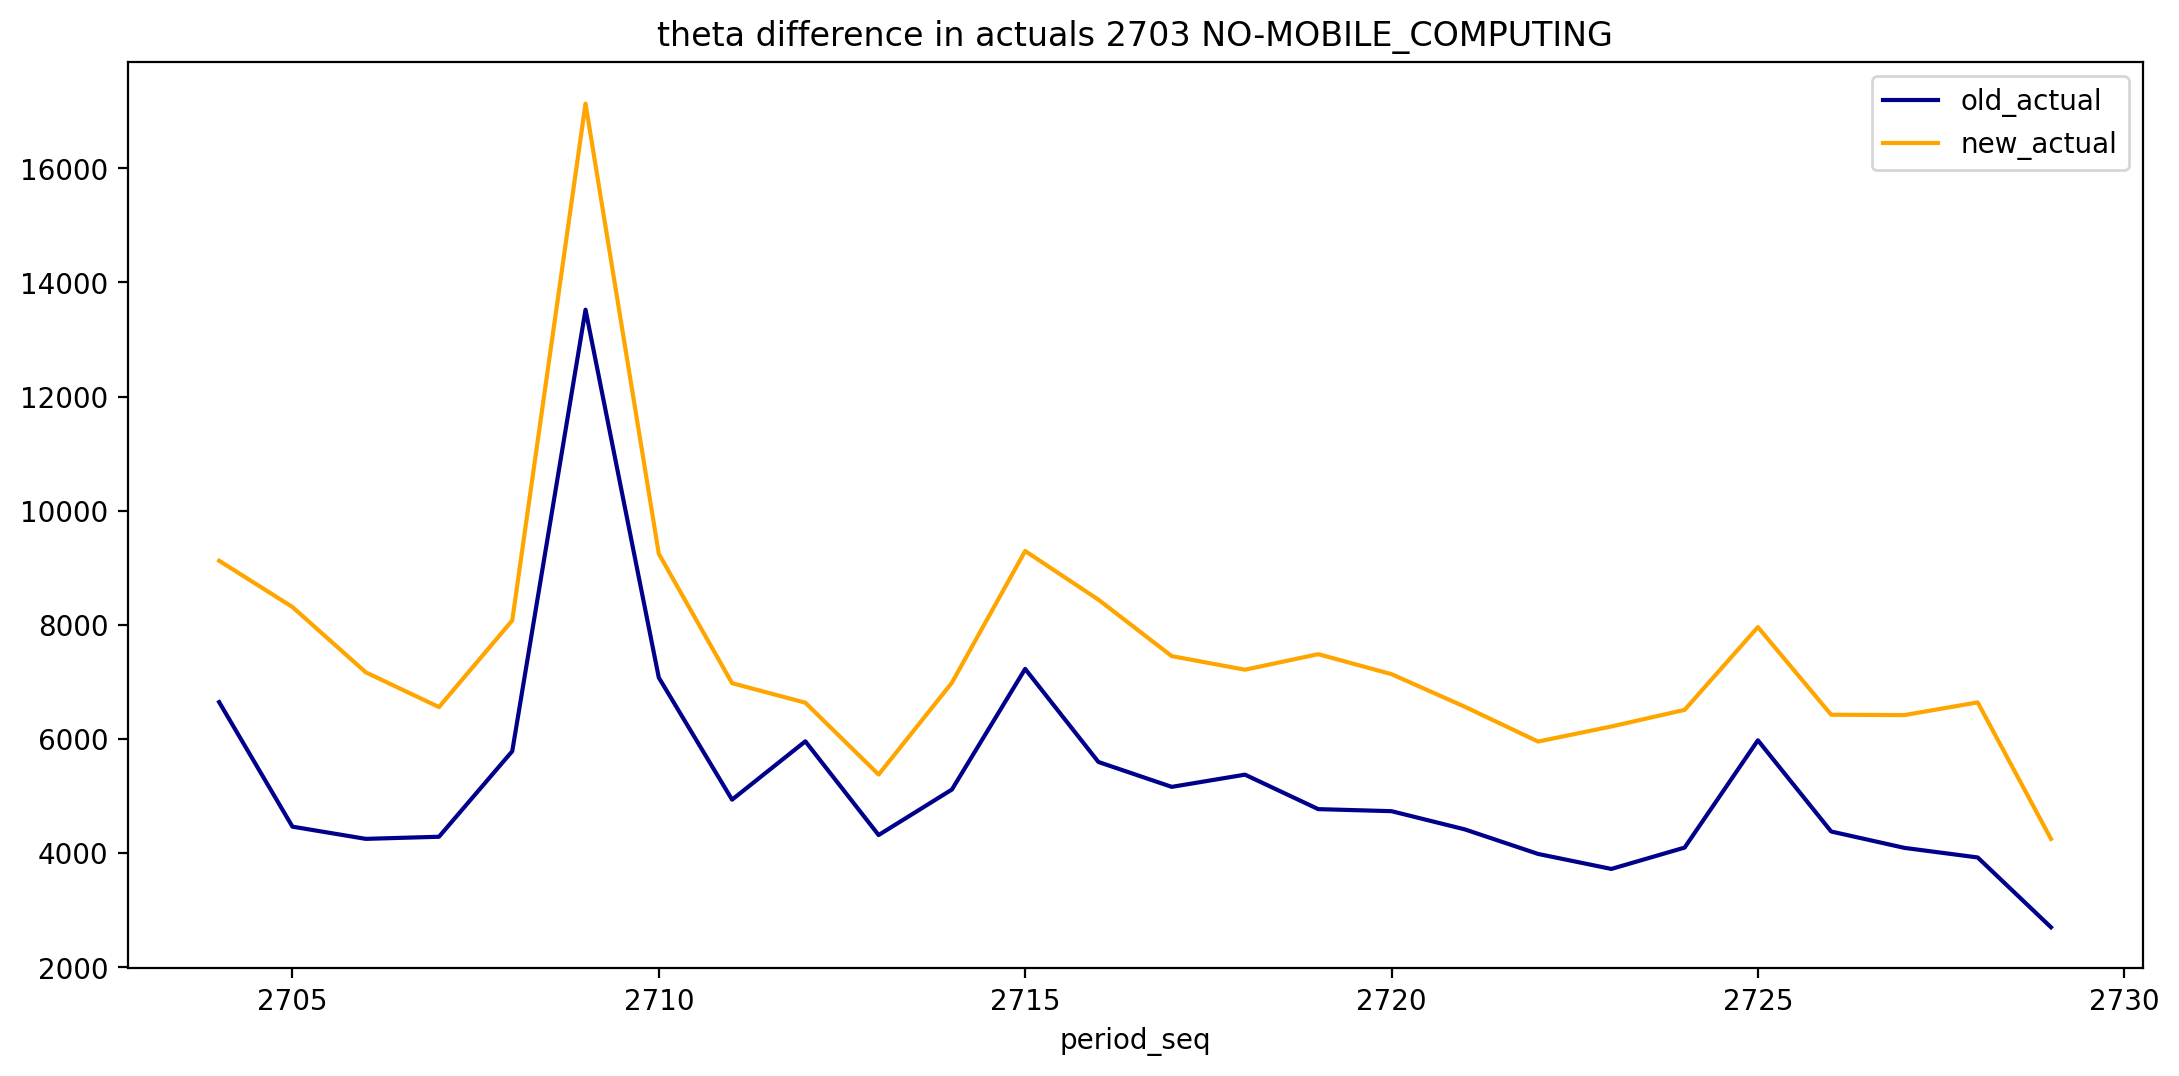 theta difference in actuals 2703 NO-MOBILE_COMPUTING
old_actual
new_actual
16000
14000
12000
10000
8000
6000
4000
2000
2705 2710 2715 2720 2725 2730
period_seq